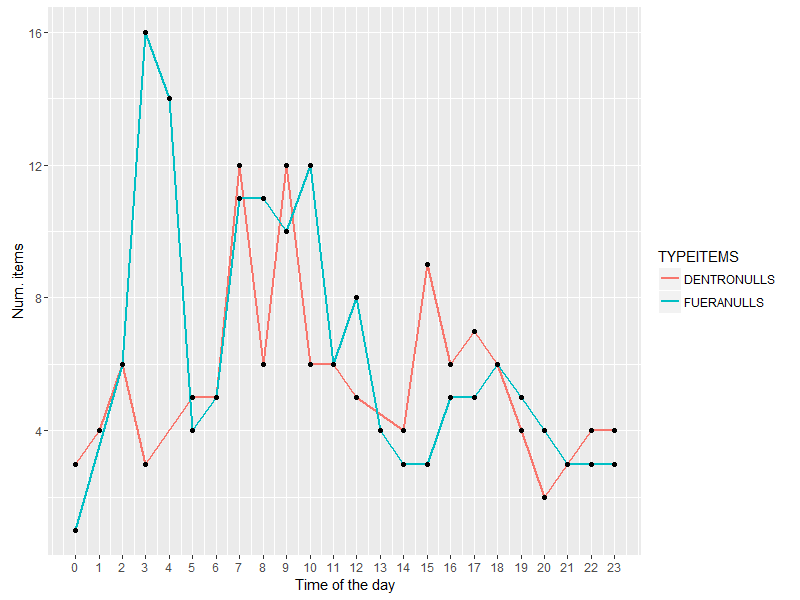 16
12
8
4
Num. items
0 1 2 3 4 5 6 7 8 9 10 11 12 13 14 15 16 17 18 19 20 21 22 23
Time of the day
TYPEITEMS
DENTRONULLS
FUERANULLS